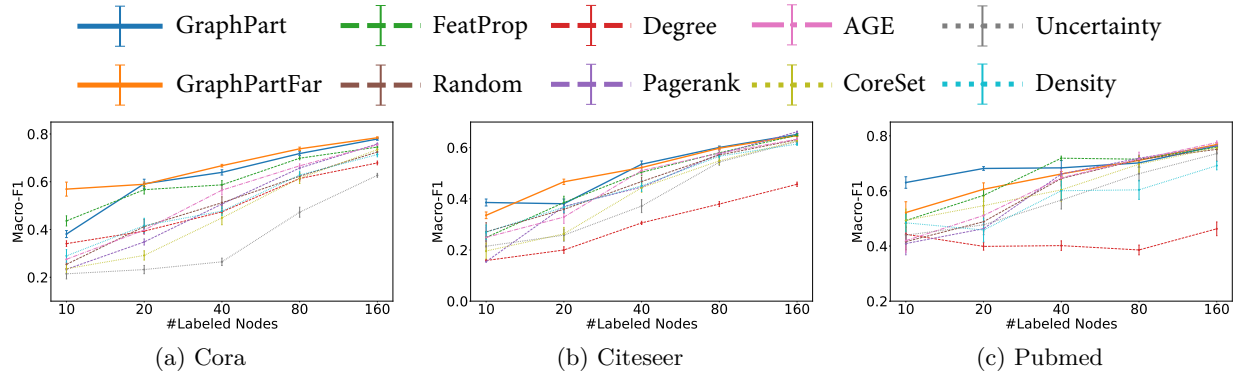 GraphPart FeatProp Degree AGE Uncertainty
GraphPartFar Random Pagerank CoreSet Density
0.8
0.6
0.4
0.2
Macro-F1
10 20 40 80 160
#Labeled Nodes
(a) Cora
0.6
0.4
0.2
0.0
Macro-F1
10 20 40 80 160
#Labeled Nodes
(b) Citeseer
0.8
0.6
0.4
0.2
Macro-F1
10 20 40 80 160
#Labeled Nodes
(c) Pubmed